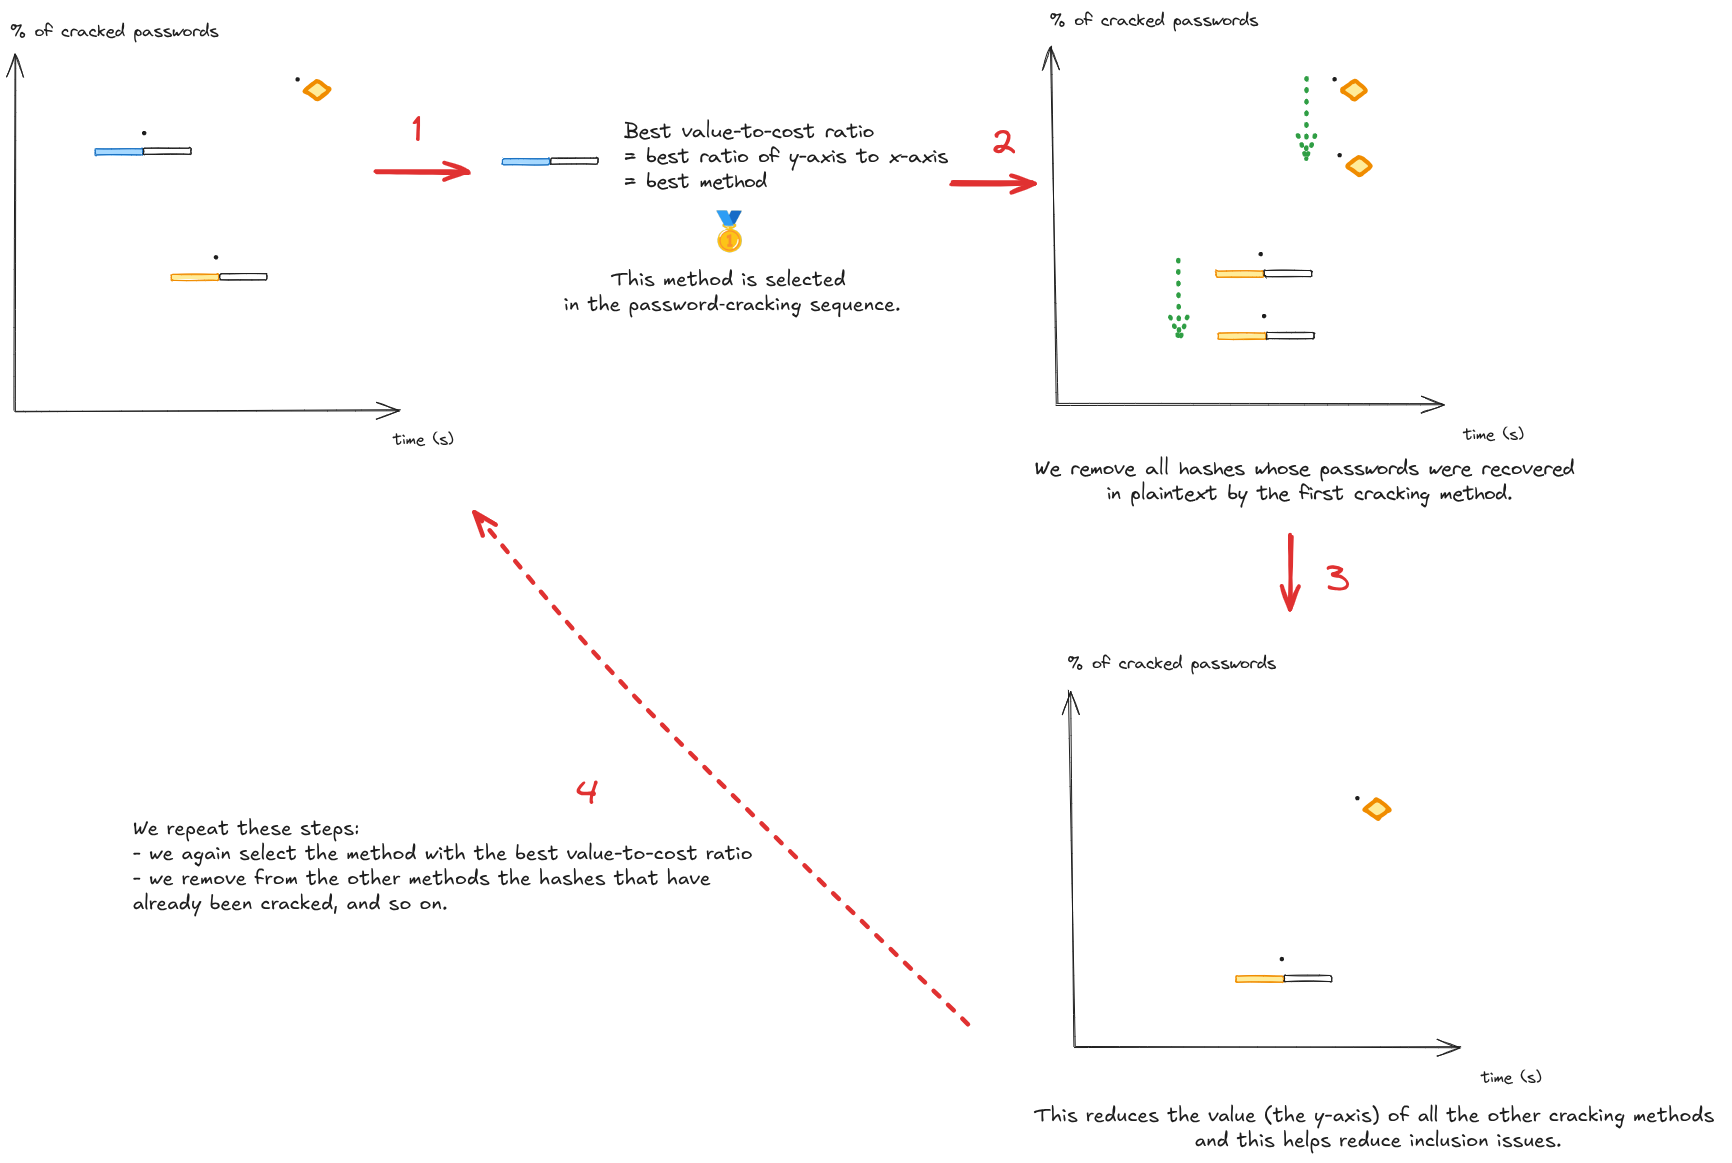 % of cracked passwords
time (s)
1
Best value-to-cost ratio
= best ratio of y-axis to x-axis
= best method
1
This method is selected
in the password-cracking sequence.
2
% of cracked passwords
time (s)
We remove all hashes whose passwords were recovered
in plaintext by the first cracking method.
3
% of cracked passwords
time (s)
This reduces the value (the y-axis) of all the other cracking methods
and this helps reduce inclusion issues.
4
We repeat these steps:
- we again select the method with the best value-to-cost ratio
- we remove from the other methods the hashes that have
already been cracked, and so on.